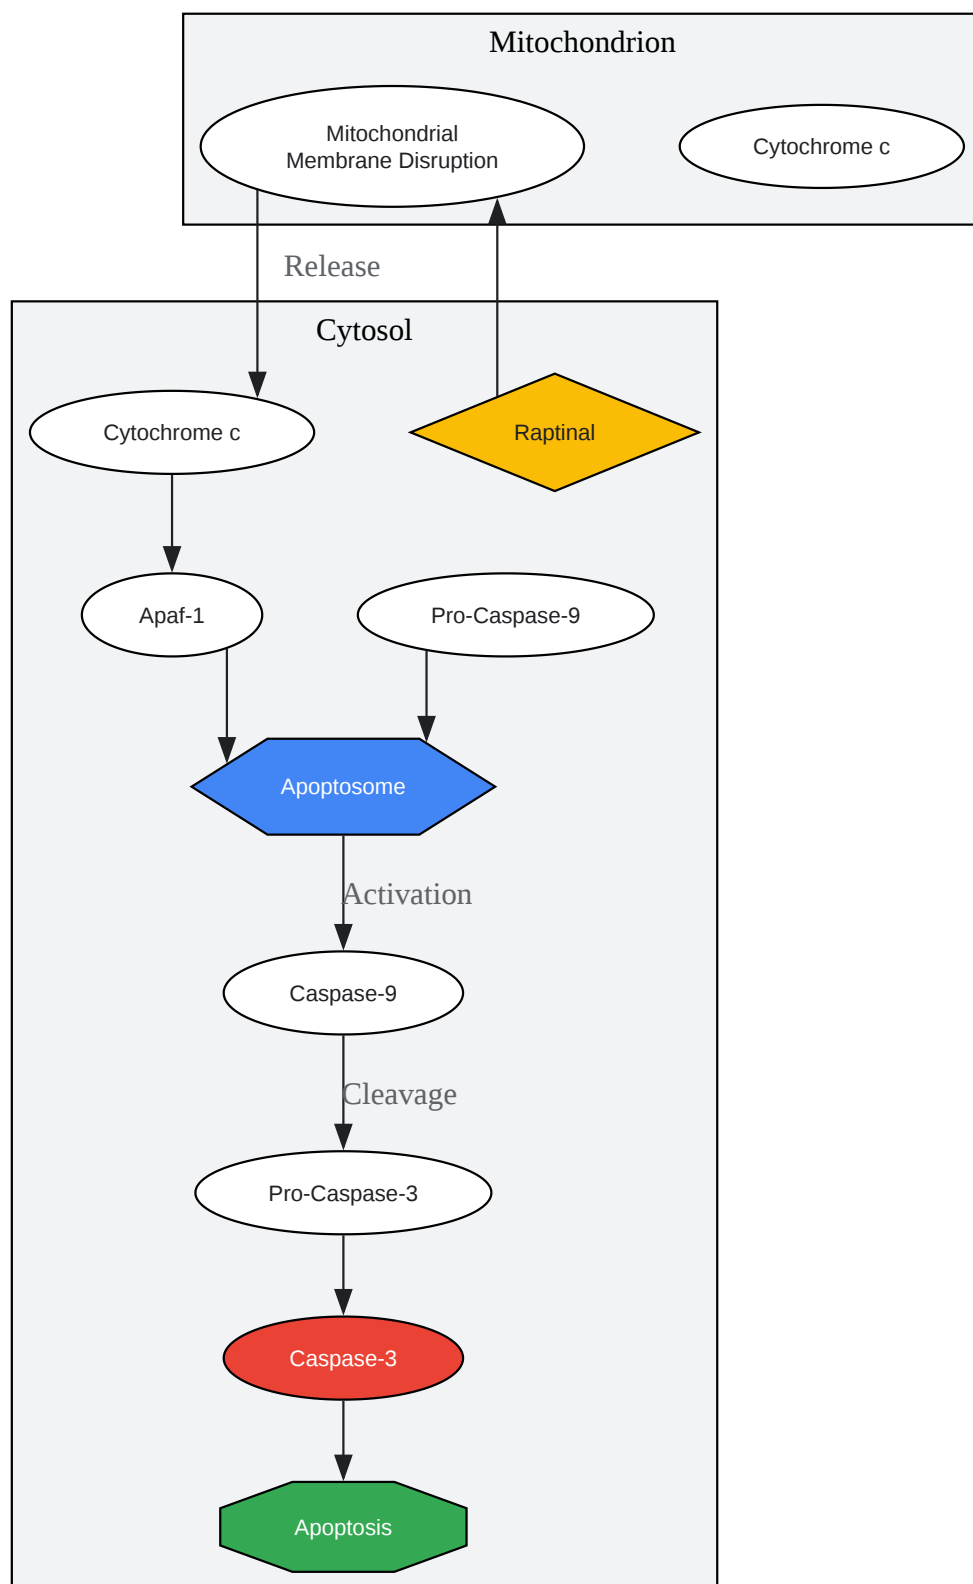 Mitochondrion
Mitochondrial
Membrane Disruption
Cytochrome c
Release
Cytosol
Cytochrome c
Raptinal
Apaf-1
Pro-Caspase-9
Apoptosome
Activation
Caspase-9
Cleavage
Pro-Caspase-3
Caspase-3
Apoptosis